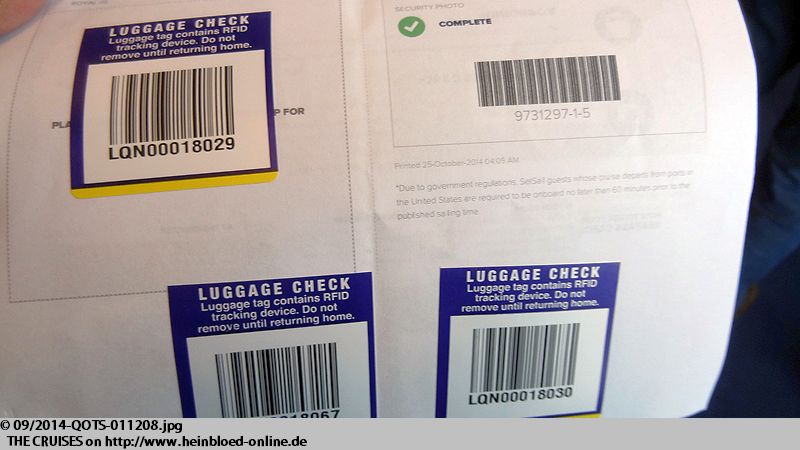 LUGGAGE CHECK
Luggage tag contains RFID
tracking device. Do not
remove until returning home.
LQN00018029
PLA
P FOR
SECURITY PHOTO
COMPLETE
9731297-1-5
Printed 25-October-2014 04:09 AM
*Due to government regulations, SetSail guests whose cruise departs from ports in
the United States are required to be onboard no later than 60 minutes prior to the
published sailing time.
LUGGAGE CHECK
Luggage tag contains RFID
tracking device. Do not
remove until returning home.
18067
LUGGAGE CHECK
Luggage tag contains RFID
tracking device. Do not
remove until returning home.
LQN00018030
© 09/2014-QOTS-011208.jpg
THE CRUISES on http://www.heinbloed-online.de